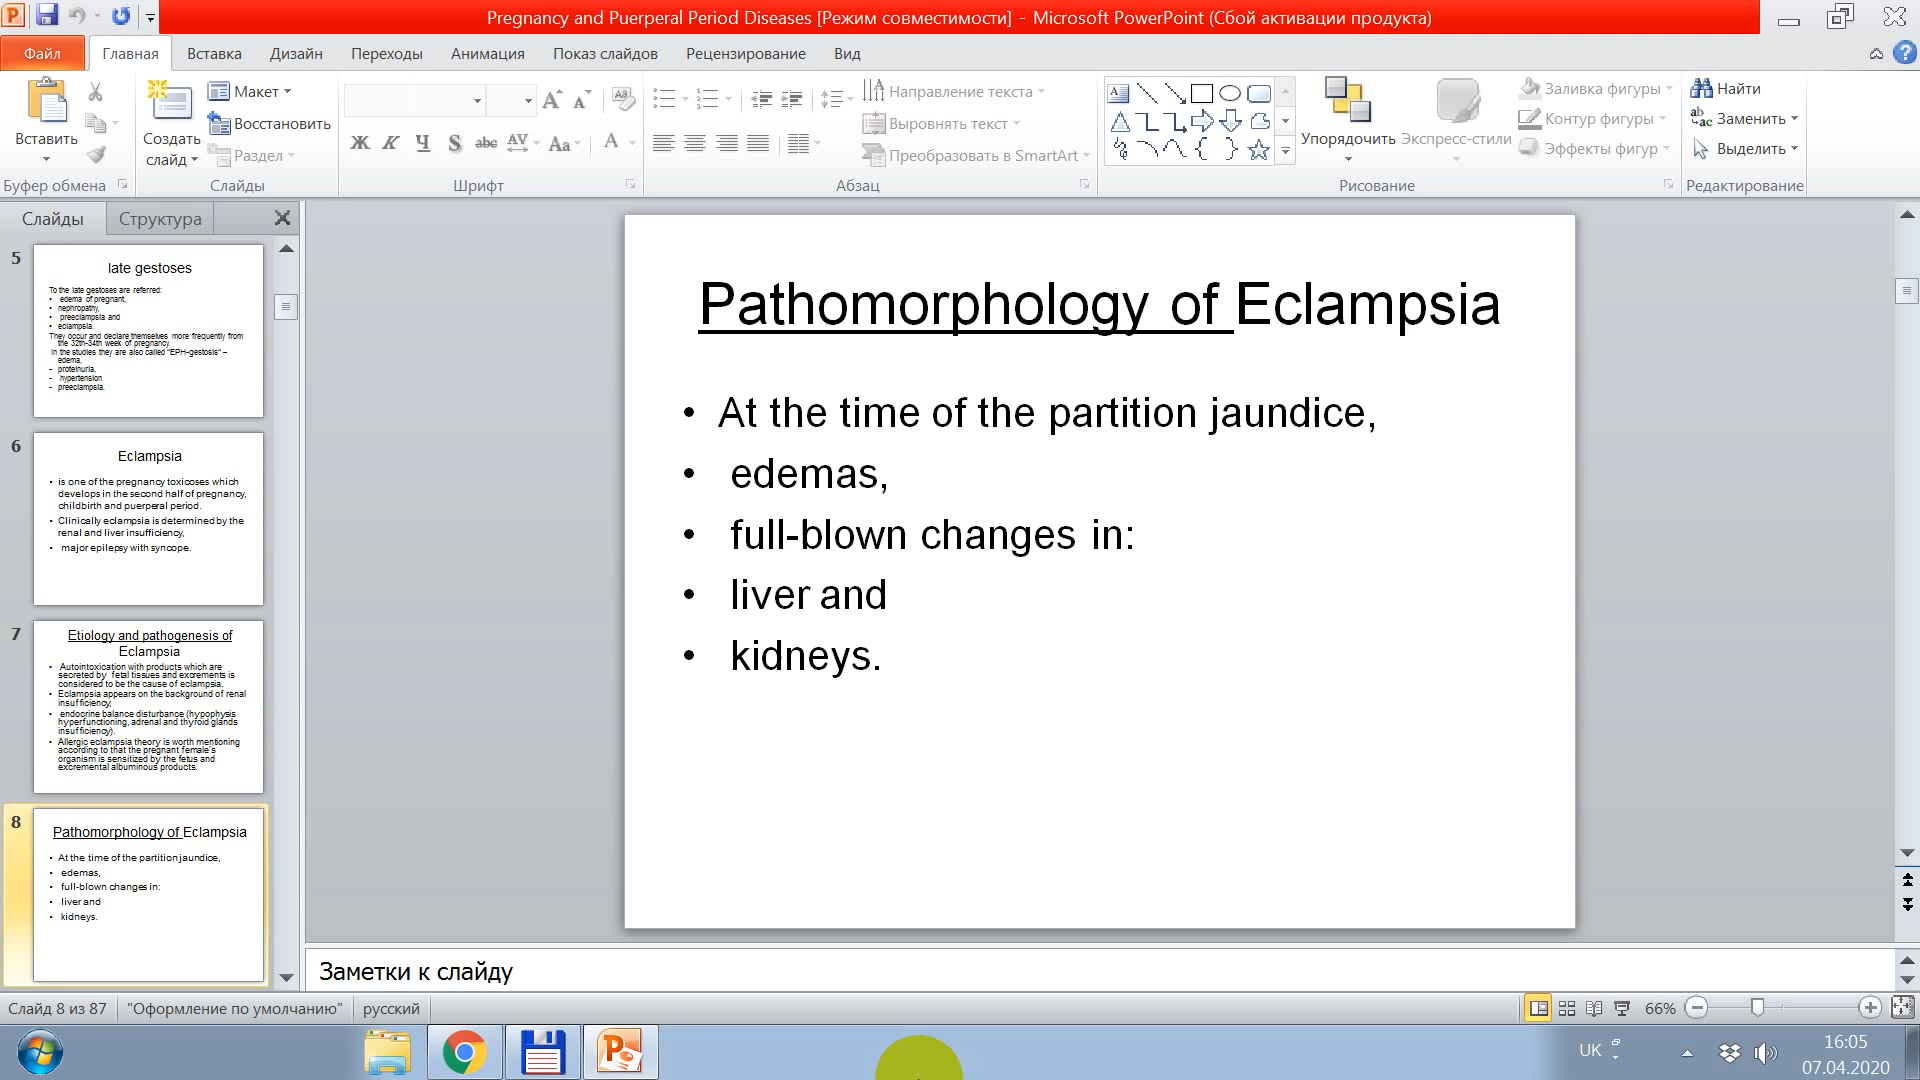 Pregnancy and Puerperal Period Diseases [Режим совместимости] - Microsoft PowerPoint (Сбой активации продукта)
Файл Главная Вставка Дизайн Переходы Анимация Показ слайдов Рецензирование Вид
Вставить
Буфер обмена
Создать слайд
Макет
Восстановить
Раздел
Слайды
Ж К Ч S abc AV Aa A
Шрифт
Направление текста
Выровнять текст
Преобразовать в SmartArt
Абзац
Упорядочить
Экспресс-стили
Заливка фигуры
Контур фигуры
Эффекты фигур
Рисование
Найти
Заменить
Выделить
Редактирование
Слайды Структура
5
late gestoses
To the late gestoses are referred:
• edema of pregnant,
• nephropathy,
• preeclampsia and
• eclampsia.
They occur and declare themselves more frequently from
the 32th-34th week of pregnancy.
In the studies they are also called "EPH-gestosis" –
edema,
- proteinuria,
- hypertension
- preeclampsia.
6
Eclampsia
• is one of the pregnancy toxicoses which
develops in the second half of pregnancy,
childbirth and puerperal period.
• Clinically eclampsia is determined by the
renal and liver insufficiency,
• major epilepsy with syncope.
7
Etiology and pathogenesis of
Eclampsia
• Autointoxication with products which are
secreted by fetal tissues and excrements is
considered to be the cause of eclampsia.
• Eclampsia appears on the background of renal
insufficiency,
• endocrine balance disturbance (hypophysis
hyperfunctioning, adrenal and thyroid glands
insufficiency).
• Allergic eclampsia theory is worth mentioning
according to that the pregnant female's
organism is sensitized by the fetus and
excremental albuminous products.
8
Pathomorphology of Eclampsia
• At the time of the partition jaundice,
• edemas,
• full-blown changes in:
• liver and
• kidneys.
Pathomorphology of Eclampsia
• At the time of the partition jaundice,
• edemas,
• full-blown changes in:
• liver and
• kidneys.
Заметки к слайду
Слайд 8 из 87 "Оформление по умолчанию" русский
66%
UK
16:05
07.04.2020